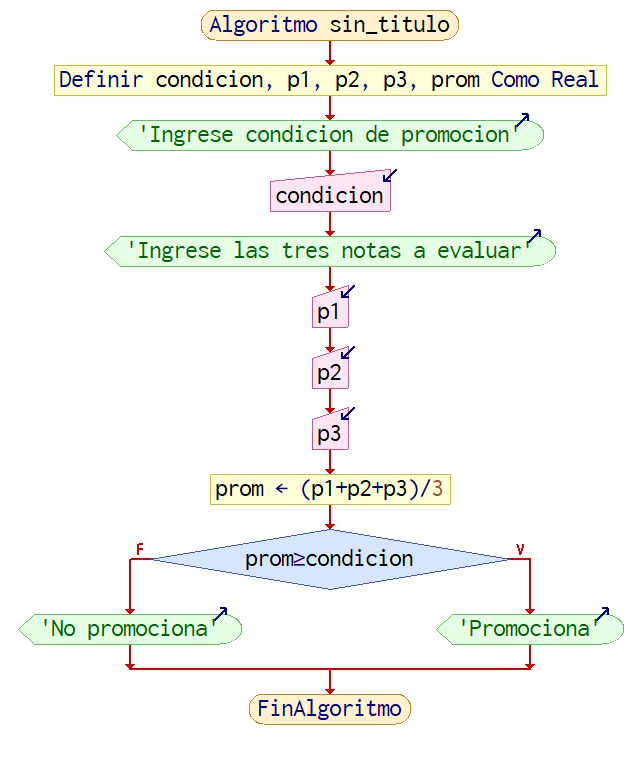 Algoritmo sin_titulo
Definir condicion, p1, p2, p3, prom Como Real
'Ingrese condicion de promocion'
condicion
'Ingrese las tres notas a evaluar'
p1
p2
p3
prom ← (p1+p2+p3)/3
prom≥condicion
F
V
'No promociona'
'Promociona'
FinAlgoritmo